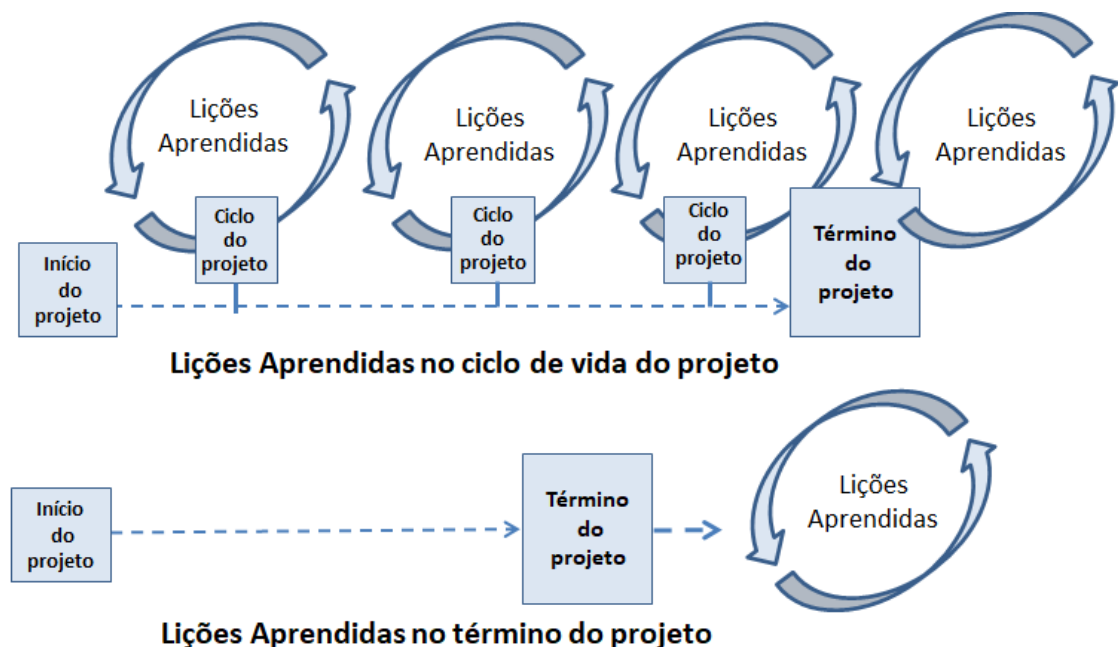 Lições
Aprendidas
Lições
Aprendidas
Lições
Aprendidas
Lições
Aprendidas
Início
do
projeto
Ciclo
do
projeto
Ciclo
do
projeto
Ciclo
do
projeto
Término
do
projeto
Lições Aprendidas no ciclo de vida do projeto
Início
do
projeto
Término
do
projeto
Lições
Aprendidas
Lições Aprendidas no término do projeto